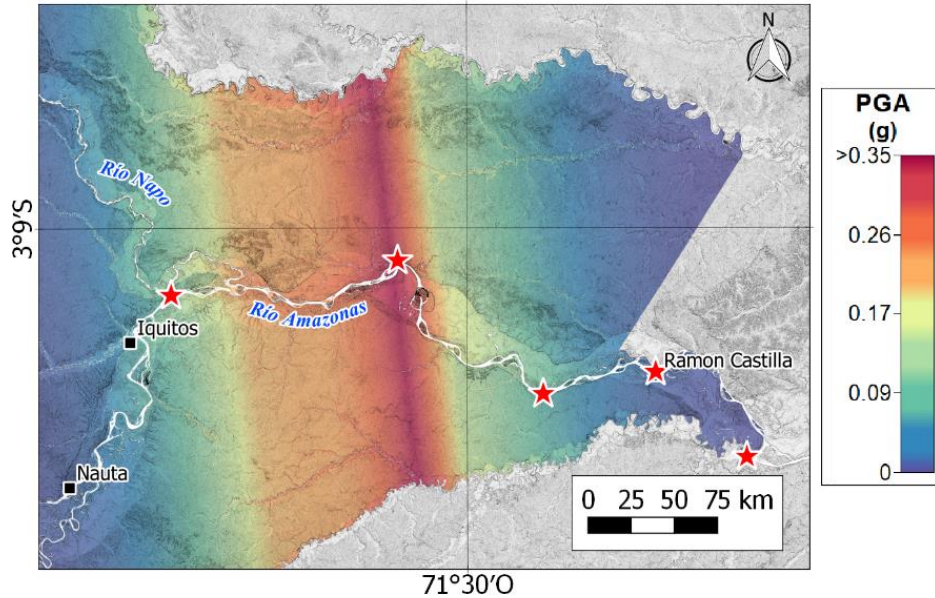 N
PGA
(g)
>0.35
0.26
0.17
0.09
0
3°9′S
Río Napo
Río Amazonas
Iquitos
Ramon Castilla
Nauta
0 25 50 75 km
71°30′O